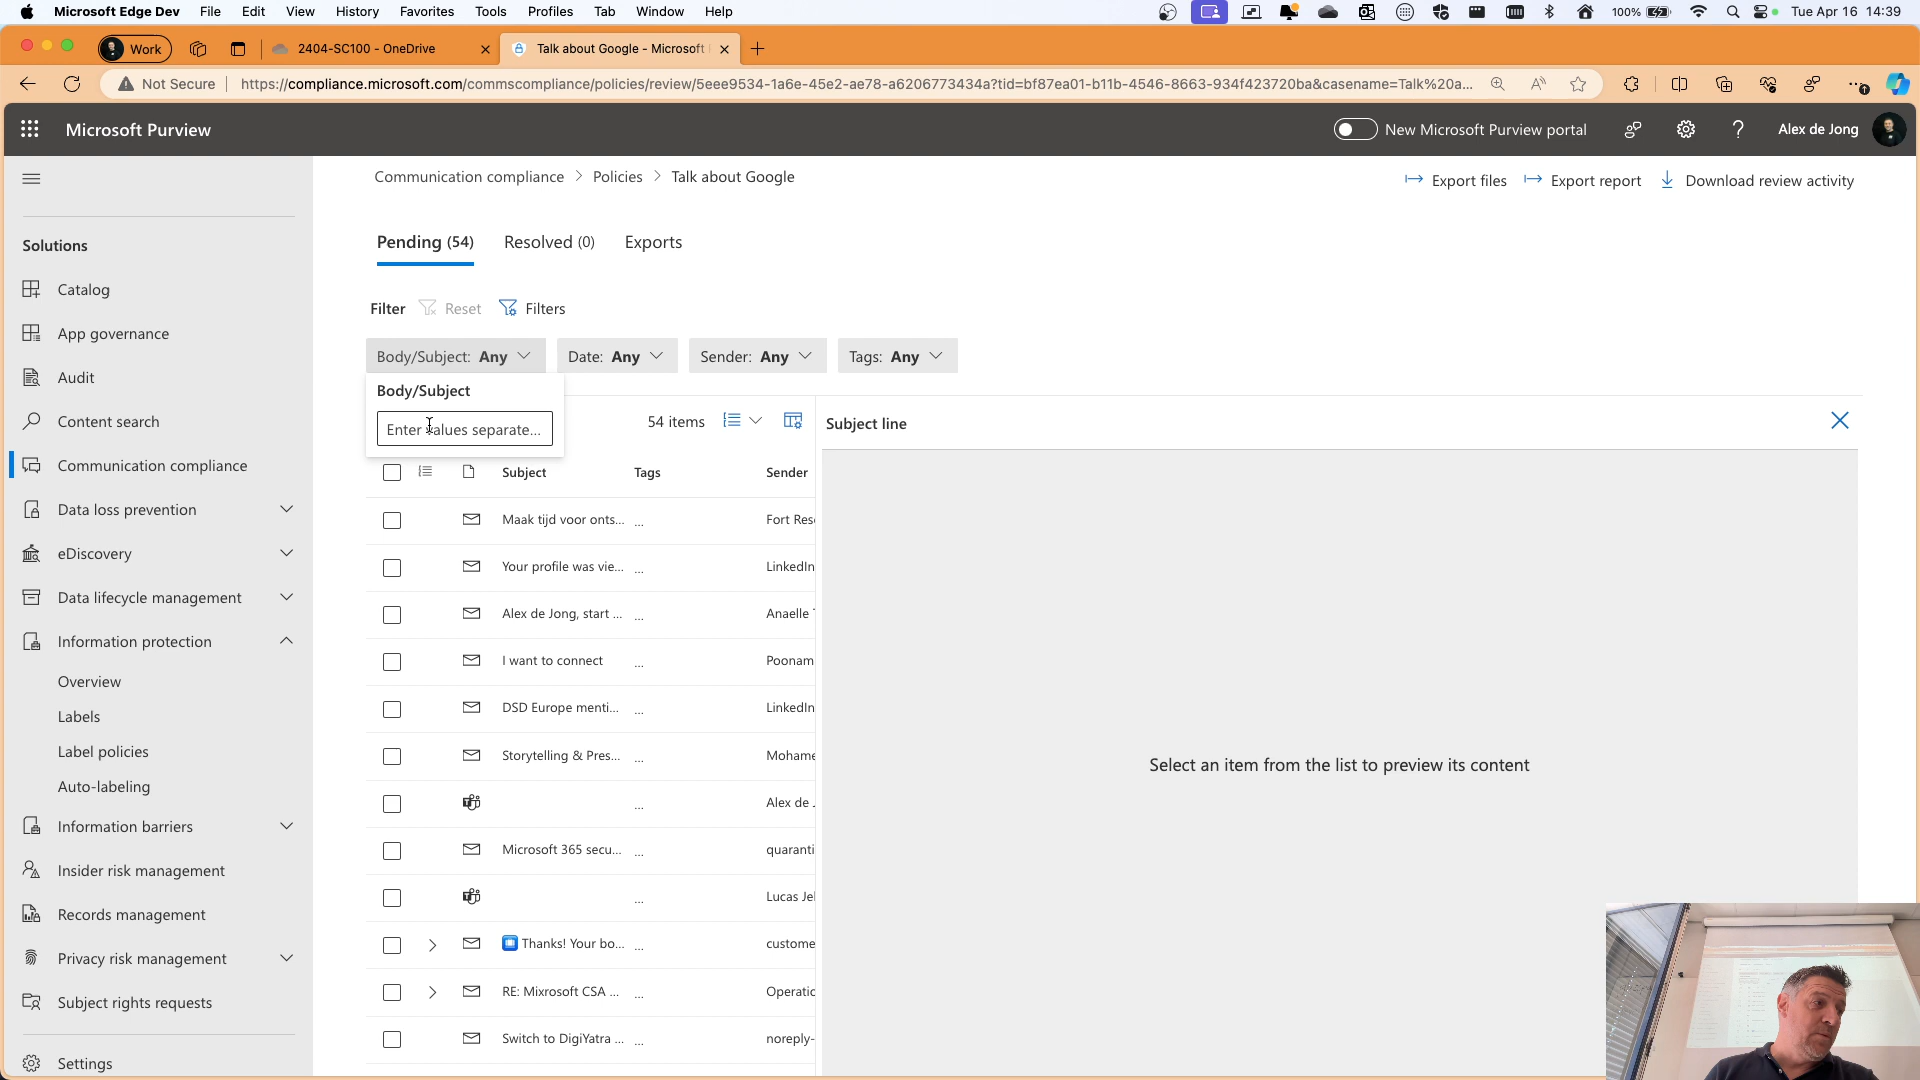 Microsoft Edge Dev File Edit View History Favorites Tools Profiles Tab Window Help 100% Tue Apr 16 14:39
Work 2404-SC100 - OneDrive Talk about Google - Microsoft
Not Secure https://compliance.microsoft.com/commscompliance/policies/review/5eee9534-1a6e-45e2-ae78-a6206773434a?tid=bf87ea01-b11b-4546-8663-934f423720ba&casename=Talk%20a...
Microsoft Purview New Microsoft Purview portal Alex de Jong
Communication compliance > Policies > Talk about Google
Export files Export report Download review activity
Pending (54) Resolved (0) Exports
Filter Reset Filters
Body/Subject: Any Date: Any Sender: Any Tags: Any
Body/Subject
Enter values separate...
54 items
Subject Tags Sender
Maak tijd voor onts... ... Fort Res
Your profile was vie... ... LinkedIn
Alex de Jong, start ... ... Anaelle
I want to connect ... Poonam
DSD Europe menti... ... LinkedIn
Storytelling & Pres... ... Mohame
... Alex de
Microsoft 365 secu... ... quaranti
... Lucas Jel
Thanks! Your bo... ... custome
RE: Mixrosoft CSA ... ... Operatio
Switch to DigiYatra ... ... noreply-
Subject line
Select an item from the list to preview its content
Solutions
Catalog
App governance
Audit
Content search
Communication compliance
Data loss prevention
eDiscovery
Data lifecycle management
Information protection
Overview
Labels
Label policies
Auto-labeling
Information barriers
Insider risk management
Records management
Privacy risk management
Subject rights requests
Settings